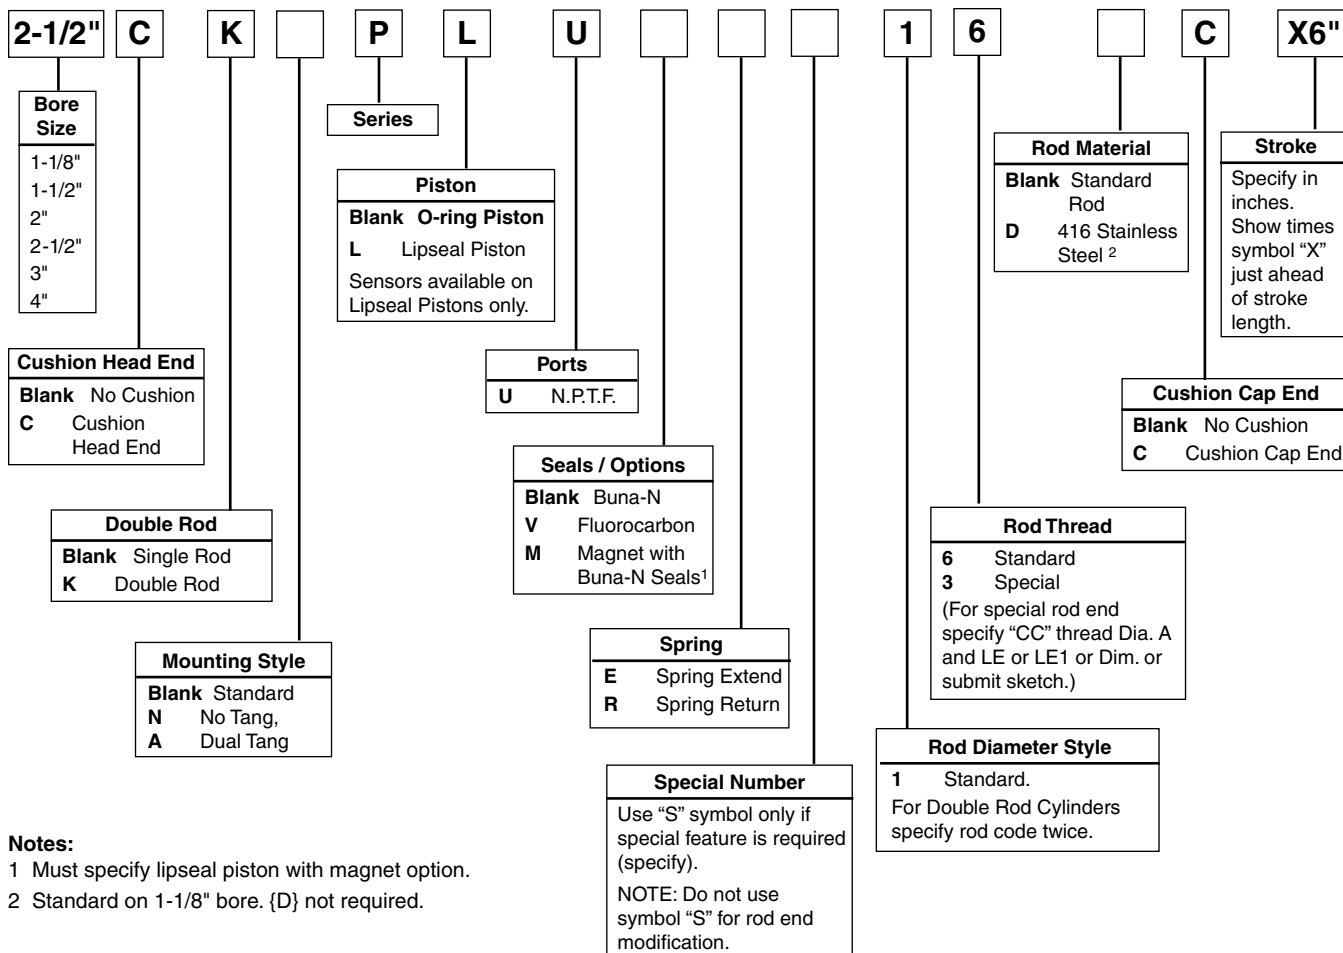 2-1/2" C K P L U 1 6 C X6"
Bore
Size
1-1/8"
1-1/2"
2"
2-1/2"
3"
4"
Series
Piston
Blank O-ring Piston
L Lipseal Piston
Sensors available on
Lipseal Pistons only.
Rod Material
Blank Standard
Rod
D 416 Stainless
Steel 2
Stroke
Specify in
inches.
Show times
symbol “X”
just ahead
of stroke
length.
Cushion Head End
Blank No Cushion
C Cushion
Head End
Ports
U N.P.T.F.
Cushion Cap End
Blank No Cushion
C Cushion Cap End
Seals / Options
Blank Buna-N
V Fluorocarbon
M Magnet with
Buna-N Seals1
Double Rod
Blank Single Rod
K Double Rod
Rod Thread
6 Standard
3 Special
(For special rod end
specify “CC” thread Dia. A
and LE or LE1 or Dim. or
submit sketch.)
Mounting Style
Blank Standard
N No Tang,
A Dual Tang
Spring
E Spring Extend
R Spring Return
Rod Diameter Style
1 Standard.
For Double Rod Cylinders
specify rod code twice.
Special Number
Use “S” symbol only if
special feature is required
(specify).
NOTE: Do not use
symbol “S” for rod end
modification.
Notes:
1 Must specify lipseal piston with magnet option.
2 Standard on 1-1/8" bore. {D} not required.